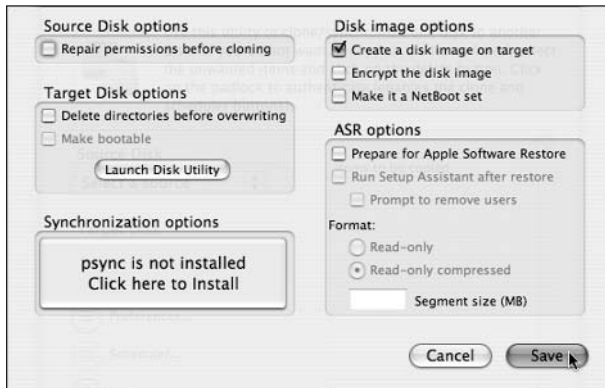 Source Disk options
Repair permissions before cloning
Target Disk options
Delete directories before overwriting
Make bootable
Launch Disk Utility
Synchronization options
psync is not installed
Click here to Install
Disk image options
Create a disk image on target
Encrypt the disk image
Make it a NetBoot set
ASR options
Prepare for Apple Software Restore
Run Setup Assistant after restore
Prompt to remove users
Format:
Read-only
Read-only compressed
Segment size (MB)
Cancel
Save